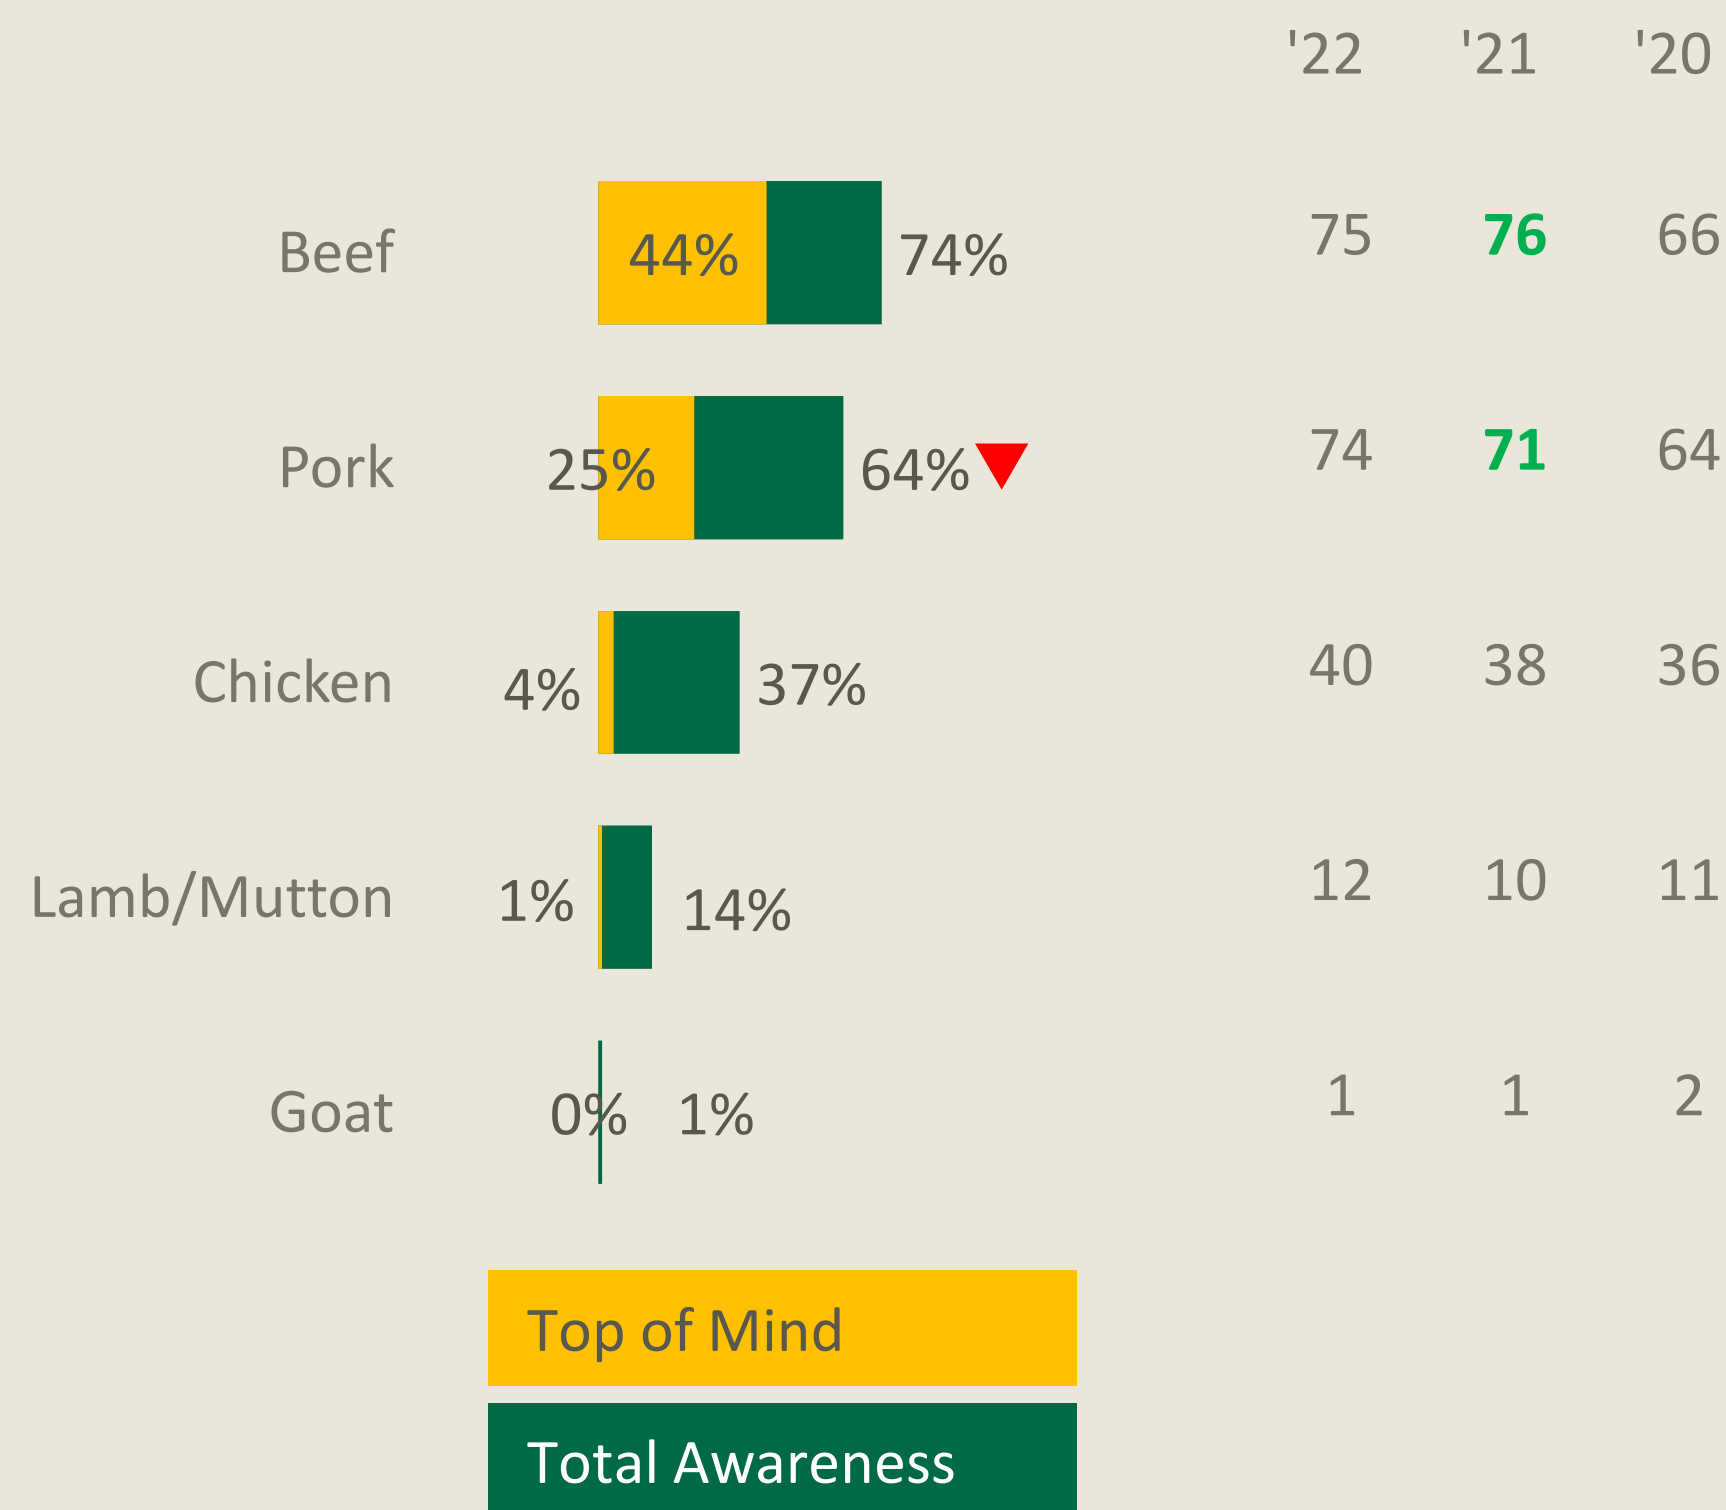 '22 '21 '20
Beef 44% 74% 75 76 66
Pork 25% 64% 74 71 64
Chicken 4% 37% 40 38 36
Lamb/Mutton 1% 14% 12 10 11
Goat 0% 1% 1 1 2
Top of Mind
Total Awareness